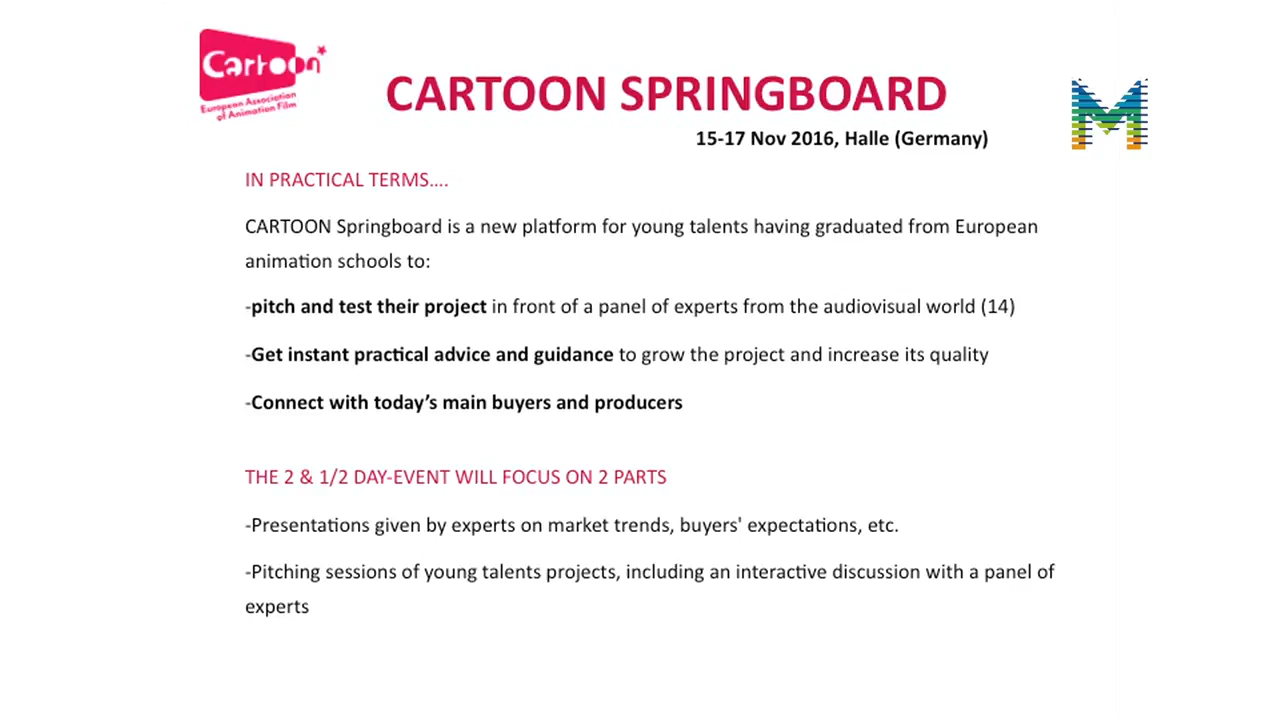 Cartoon
European Association
of Animation Film
CARTOON SPRINGBOARD
M
15-17 Nov 2016, Halle (Germany)
IN PRACTICAL TERMS....
CARTOON Springboard is a new platform for young talents having graduated from European
animation schools to:
-pitch and test their project in front of a panel of experts from the audiovisual world (14)
-Get instant practical advice and guidance to grow the project and increase its quality
-Connect with today’s main buyers and producers
THE 2 & 1/2 DAY-EVENT WILL FOCUS ON 2 PARTS
-Presentations given by experts on market trends, buyers' expectations, etc.
-Pitching sessions of young talents projects, including an interactive discussion with a panel of
experts